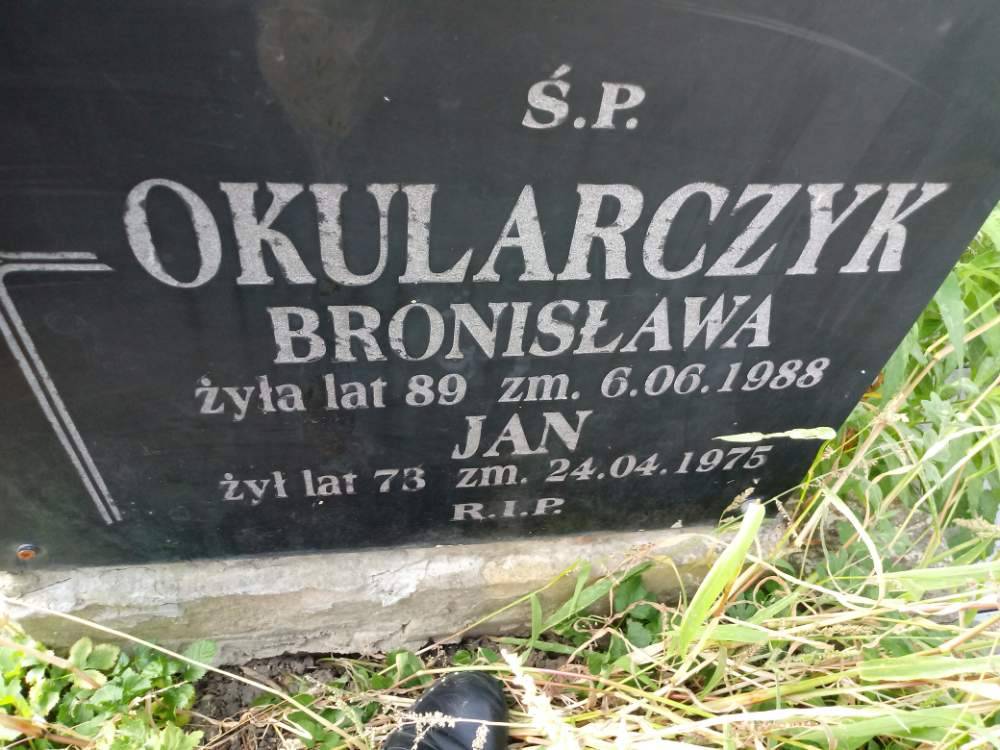 Ś.P.
OKULARCZYK
BRONISŁAWA
żyła lat 89 zm. 6.06.1988
JAN
żył lat 73 zm. 24.04.1975
R.I.P.